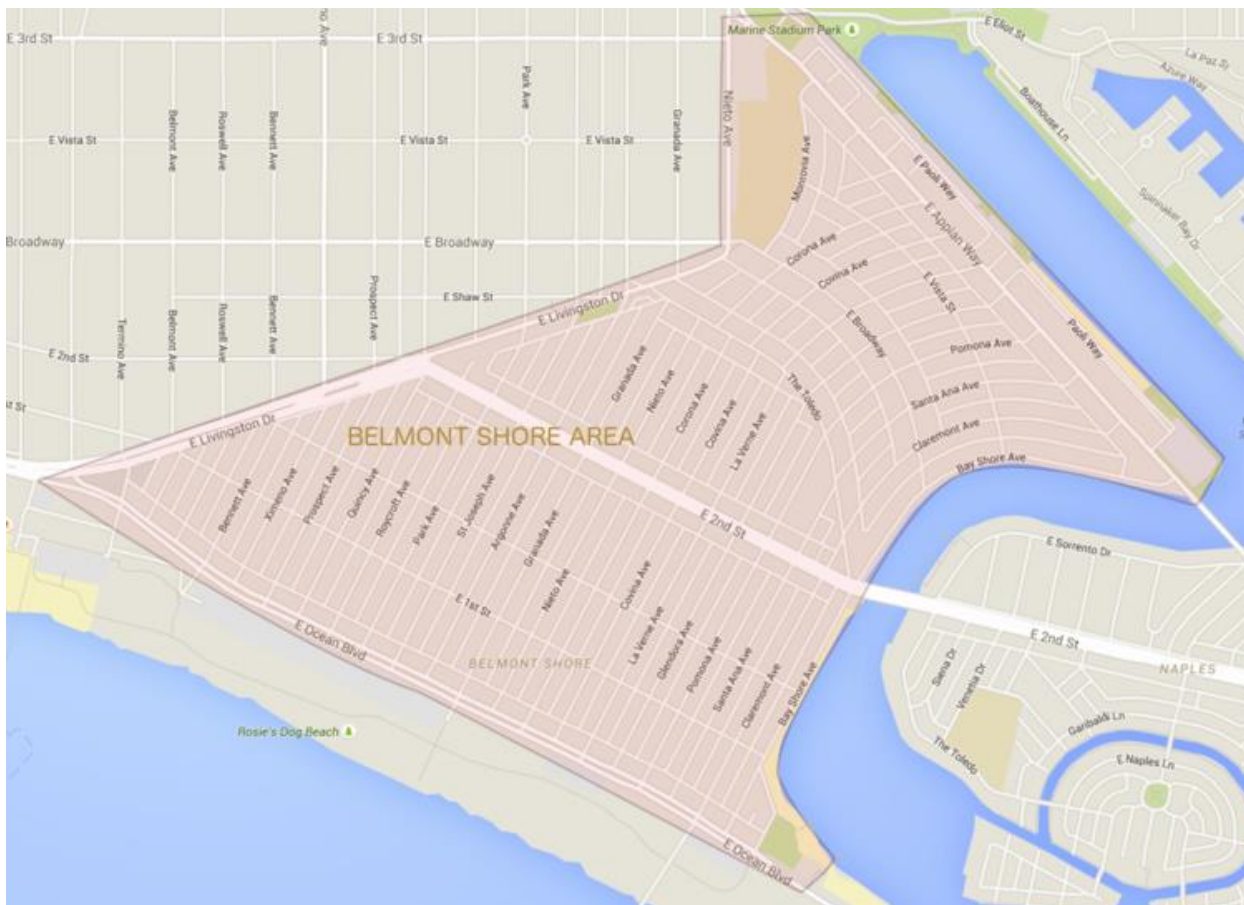 E 3rd St
No Ave
E 3rd St
Marine Stadium Park
E Eliot St
La Paz St
Azure Way
Boathouse Ln
Spinnaker Bay Dr
Park Ave
Granada Ave
Nieto Ave
Belmont Ave
Roswell Ave
Bennett Ave
E Vista St
E Vista St
E Vista St
Montovia Ave
E Paoli Way
E Appian Way
Broadway
E Broadway
Corona Ave
Covina Ave
E Vista St
Prospect Ave
E Shaw St
E Livingston Dr
E Broadway
Paoli Way
Termino Ave
Belmont Ave
Roswell Ave
Bennett Ave
E 2nd St
Pomona Ave
Granada Ave
Nieto Ave
Corona Ave
Covina Ave
La Verne Ave
The Toledo
Santa Ana Ave
Claremont Ave
Bay Shore Ave
st St
E Livingston Dr
BELMONT SHORE AREA
Bennett Ave
Ximeno Ave
Prospect Ave
Quincy Ave
Roycroft Ave
Park Ave
St Joseph Ave
Argonne Ave
Granada Ave
Nieto Ave
E 2nd St
E Sorrento Dr
E 1st St
Covina Ave
La Verne Ave
Glendora Ave
Pomona Ave
Santa Ana Ave
Claremont Ave
Bay Shore Ave
E Ocean Blvd
BELMONT SHORE
E 2nd St
NAPLES
Siena Dr
Venetia Dr
Garibaldi Ln
The Toledo
E Naples Ln
Rosie's Dog Beach
E Ocean Blvd